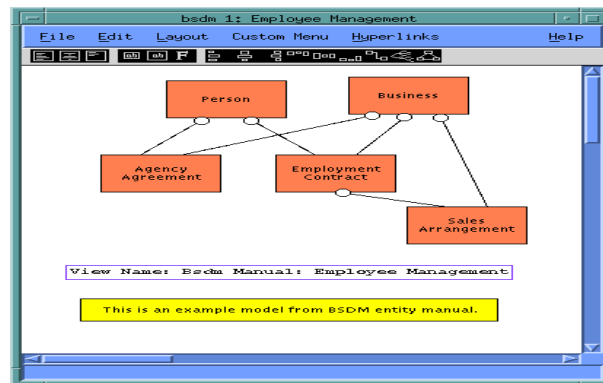 bsdm 1: Employee Management
File Edit Layout Custom Menu Hyperlinks Help
Person
Business
Agency
Agreement
Employment
Contract
Sales
Arrangement
View Name: Bsdm Manual: Employee Management
This is an example model from BSDM entity manual.